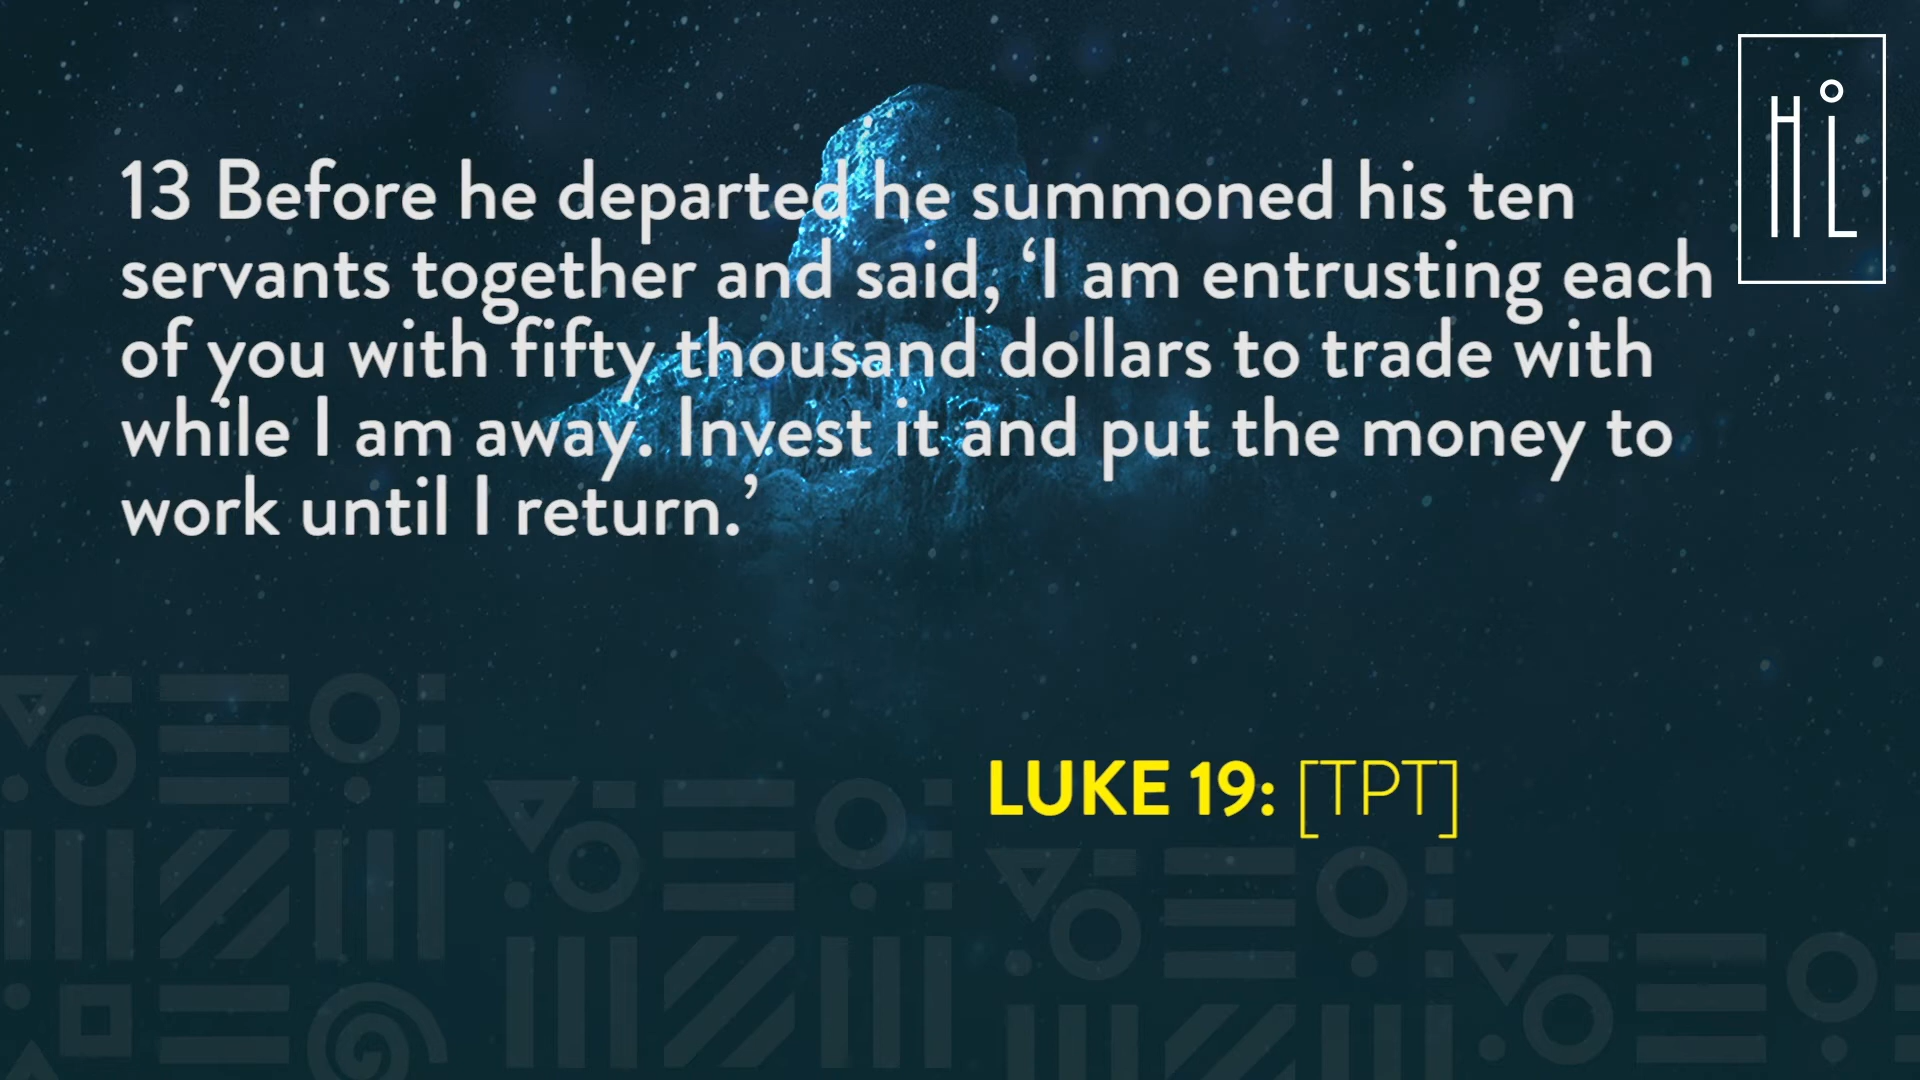 13 Before he departed he summoned his ten
servants together and said, ‘I am entrusting each
of you with fifty thousand dollars to trade with
while I am away. Invest it and put the money to
work until I return.’
LUKE 19: [TPT]
HiL